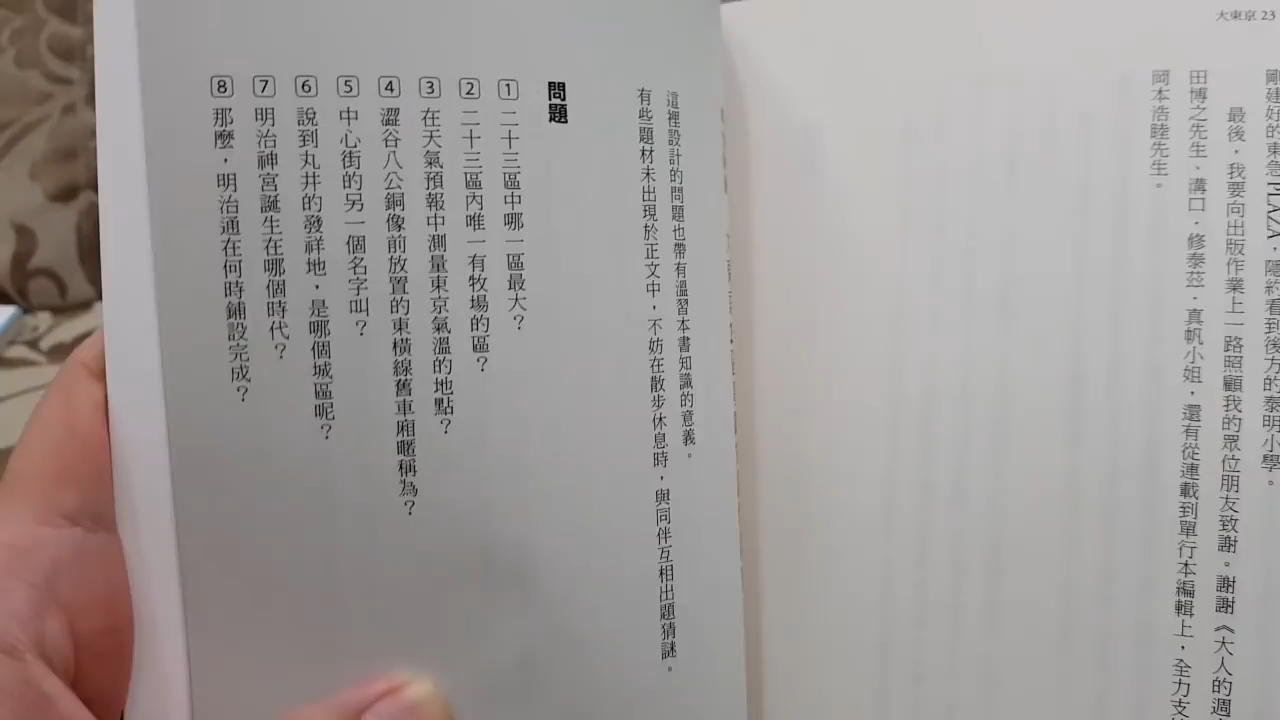 大東京 23
剛建好的東急PLAZA，隱約看到後方的泰明小學。
最後，我要向出版作業上一路照顧我的眾位朋友致謝。謝謝《大人的週
田博之先生、溝口．修泰茲．真帆小姐，還有從連載到單行本編輯上，全力支
岡本浩睦先生。
這裡設計的問題也帶有溫習本書知識的意義。
有些題材未出現於正文中，不妨在散步休息時，與同伴互相出題猜謎。
問題
1 二十三區中哪一區最大？
2 二十三區內唯一有牧場的區？
3 在天氣預報中測量東京氣溫的地點？
4 澀谷八公銅像前放置的東橫線舊車廂暱稱為？
5 中心街的另一個名字叫？
6 說到丸井的發祥地，是哪個城區呢？
7 明治神宮誕生在哪個時代？
8 那麼，明治通在何時鋪設完成？